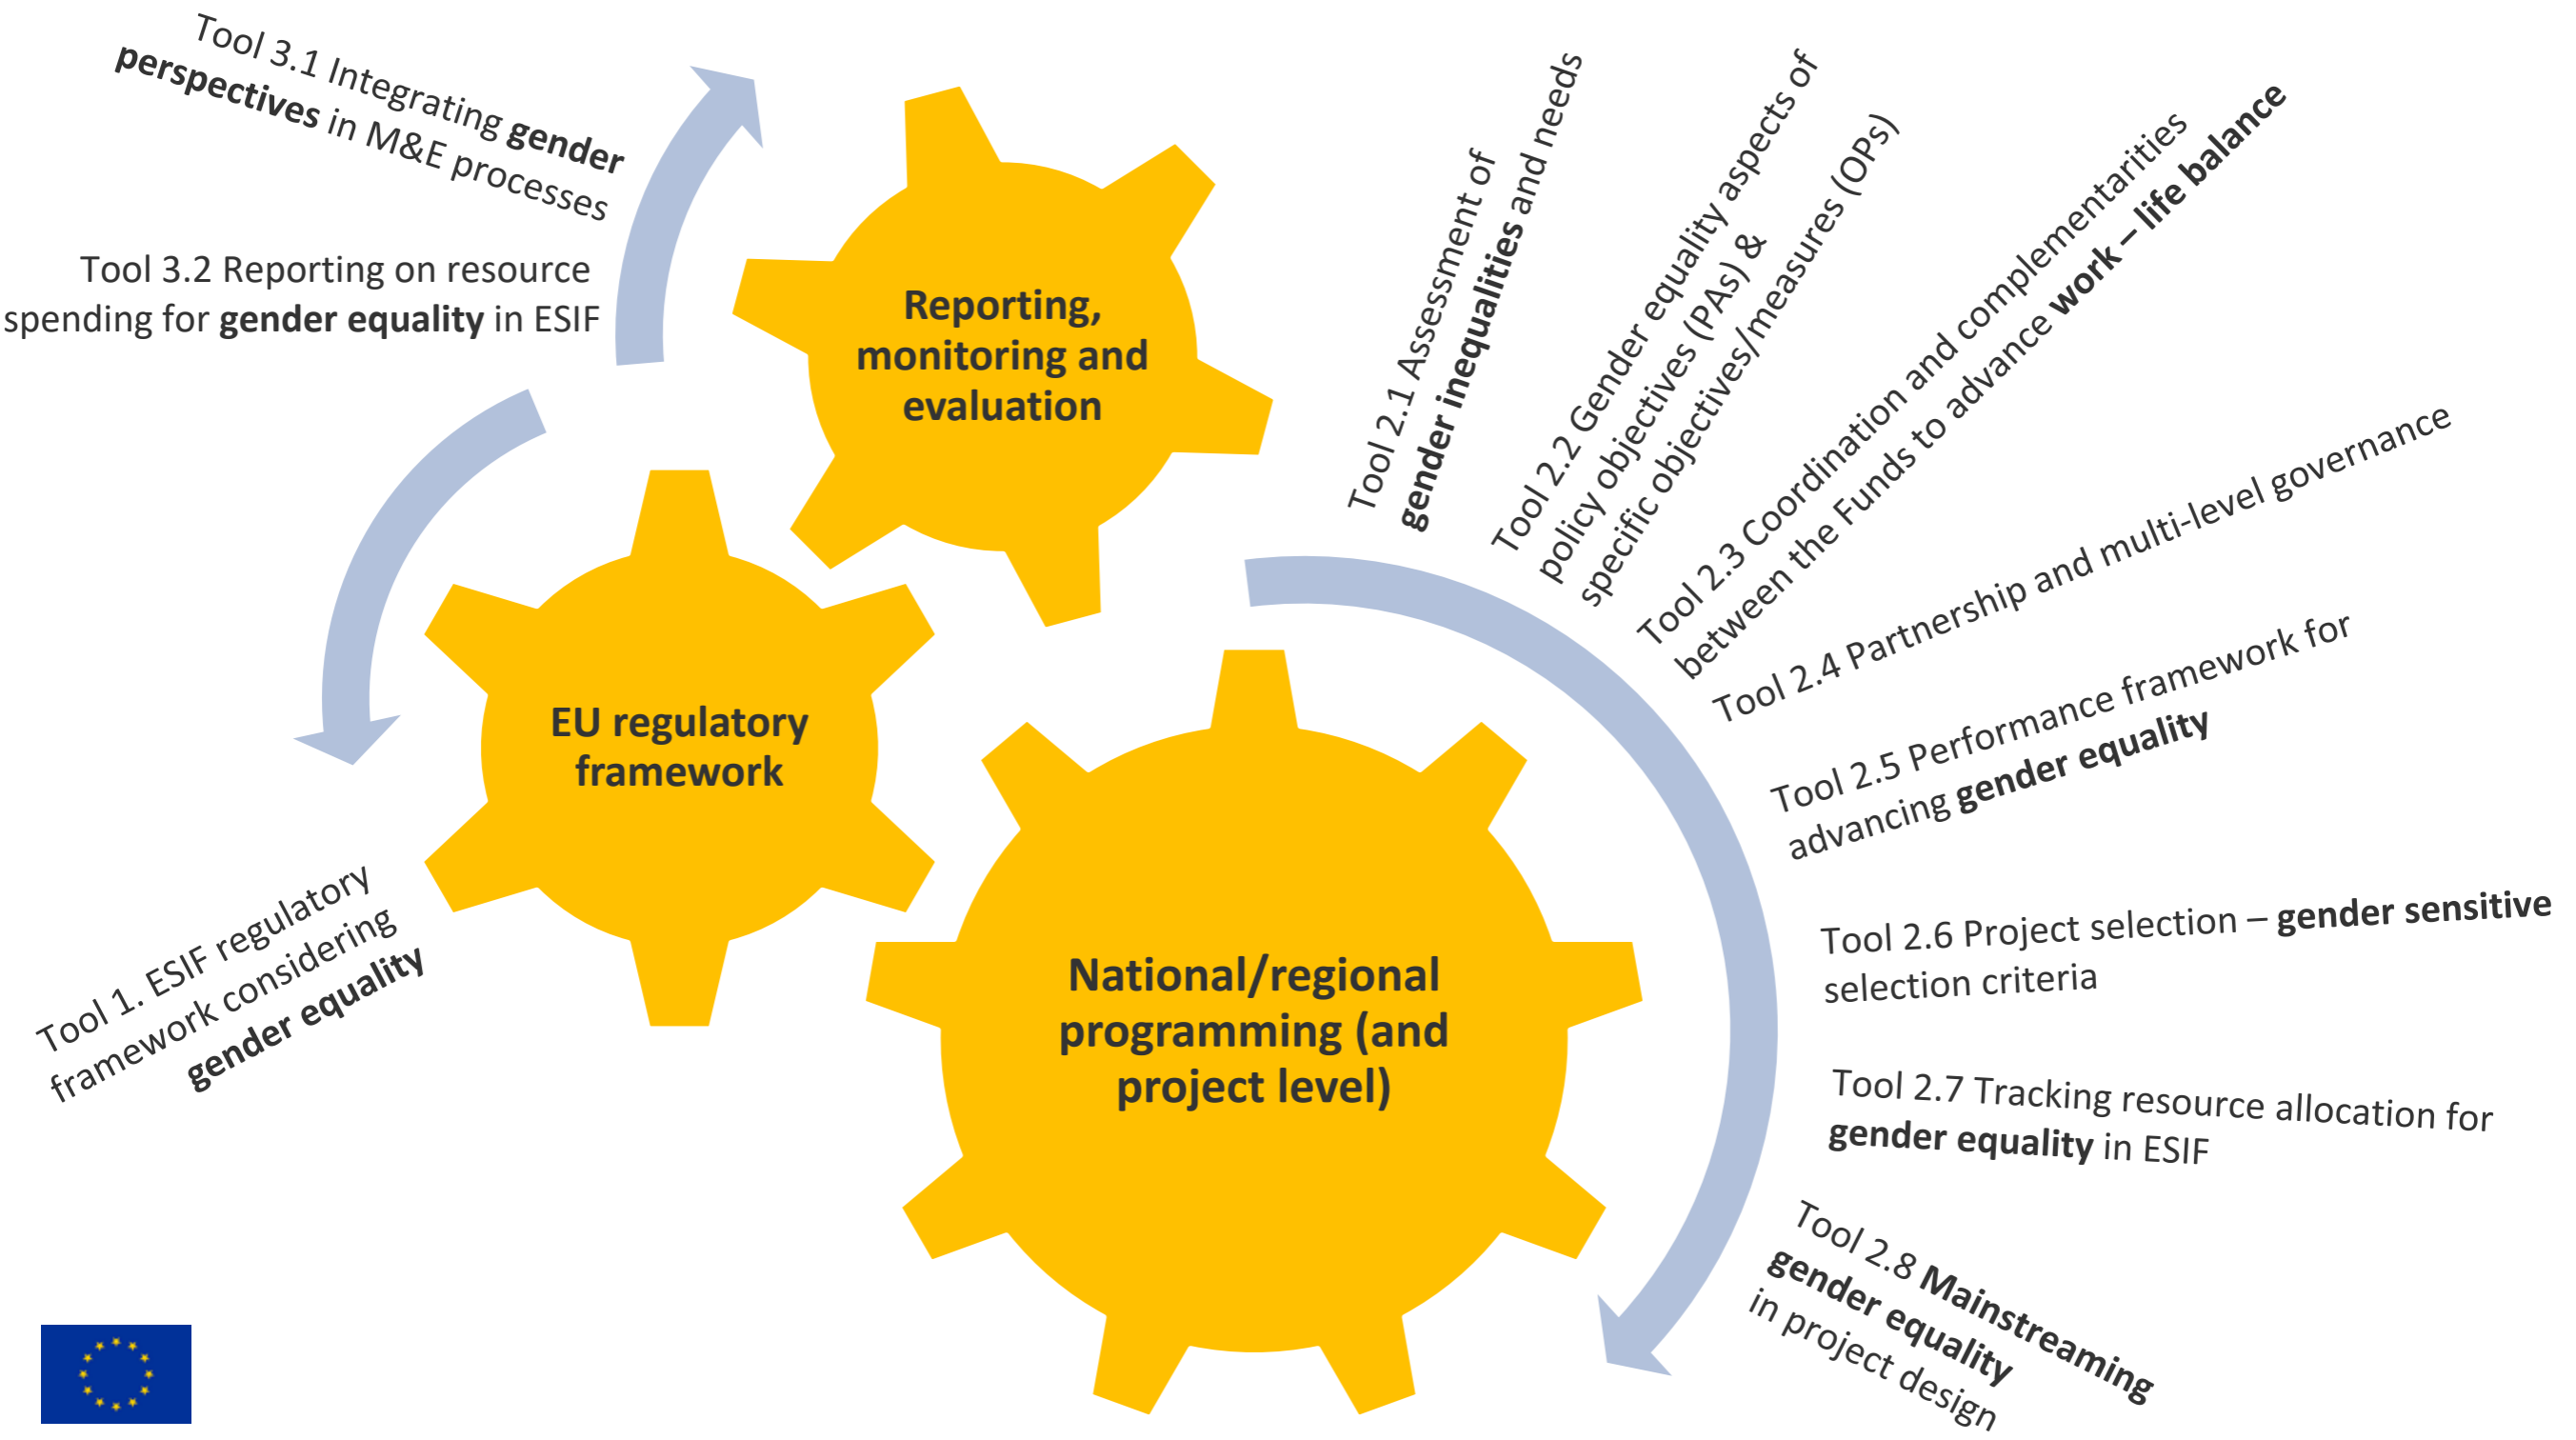 Tool 3.1 Integrating gender
perspectives in M&E processes
Tool 3.2 Reporting on resource
spending for gender equality in ESIF
Reporting,
monitoring and
evaluation
EU regulatory
framework
Tool 1. ESIF regulatory
framework considering
gender equality
National/regional
programming (and
project level)
Tool 2.1 Assessment of
gender inequalities and needs
Tool 2.2 Gender equality aspects of
policy objectives (PAs) &
specific objectives/measures (OPs)
Tool 2.3 Coordination and complementarities
between the Funds to advance work – life balance
Tool 2.4 Partnership and multi-level governance
Tool 2.5 Performance framework for
advancing gender equality
Tool 2.6 Project selection – gender sensitive
selection criteria
Tool 2.7 Tracking resource allocation for
gender equality in ESIF
Tool 2.8 Mainstreaming
gender equality
in project design